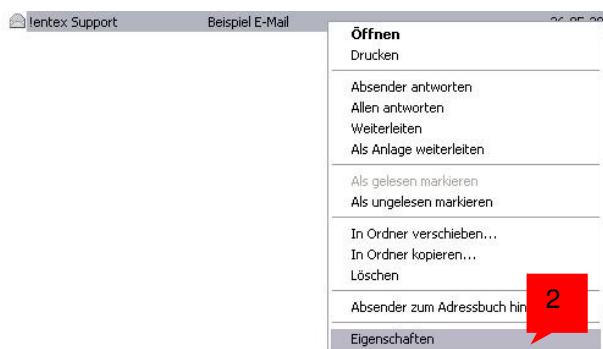 !entex Support Beispiel E-Mail
Öffnen
Drucken
Absender antworten
Allen antworten
Weiterleiten
Als Anlage weiterleiten
Als gelesen markieren
Als ungelesen markieren
In Ordner verschieben...
In Ordner kopieren...
Löschen
Absender zum Adressbuch hin
2
Eigenschaften